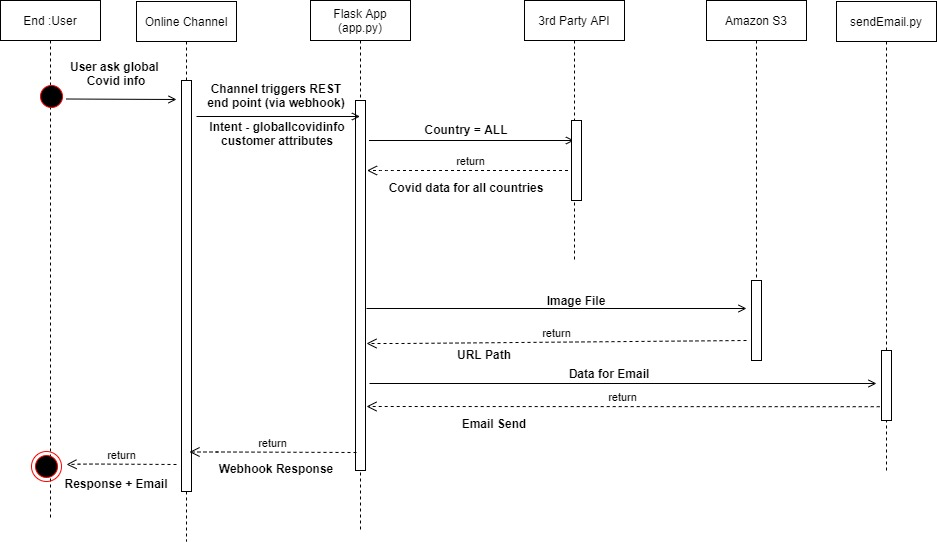 End :User
Online Channel
Flask App
(app.py)
3rd Party API
Amazon S3
sendEmail.py
User ask global
Covid info
Channel triggers REST
end point (via webhook)
Intent - globallcovidinfo
customer attributes
Country = ALL
return
Covid data for all countries
Image File
return
URL Path
Data for Email
return
Email Send
return
Webhook Response
return
Response + Email